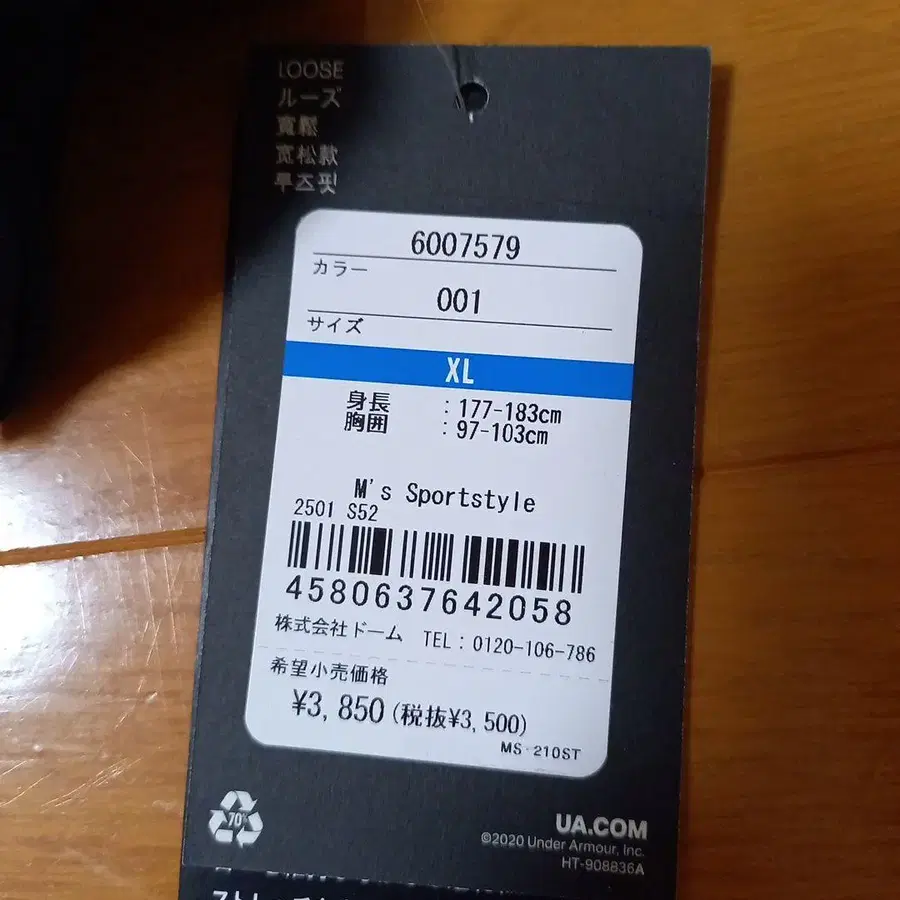 LOOSE
ルーズ
寬鬆
宽松款
루즈핏
6007579
カラー
001
サイズ
XL
身長 : 177-183cm
胸囲 : 97-103cm
M's Sportstyle
2501 S52
4580637642058
株式会社ドーム TEL : 0120-106-786
希望小売価格
¥3,850(税抜¥3,500)
MS-210ST
70%
UA.COM
©2020 Under Armour, Inc.
HT-908836A